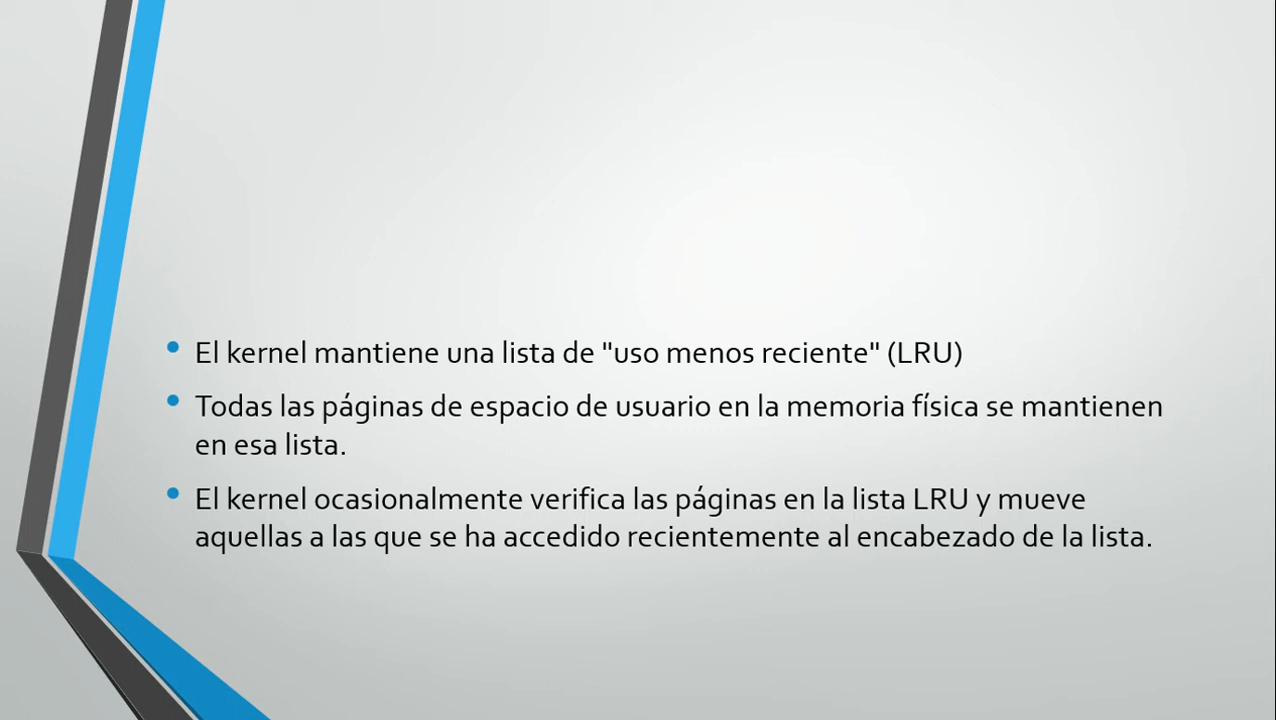 • El kernel mantiene una lista de "uso menos reciente" (LRU)
• Todas las páginas de espacio de usuario en la memoria física se mantienen
en esa lista.
• El kernel ocasionalmente verifica las páginas en la lista LRU y mueve
aquellas a las que se ha accedido recientemente al encabezado de la lista.